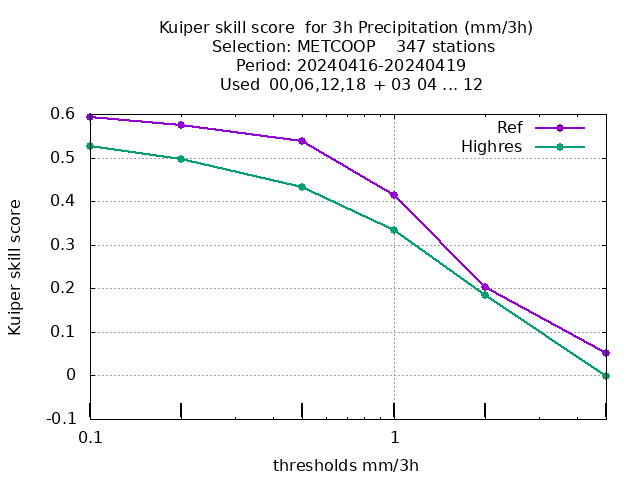 Kuiper skill score  for 3h Precipitation (mm/3h)
Selection: METCOOP    347 stations
Period: 20240416-20240419
Used  00,06,12,18  + 03 04 ... 12
Ref
Highres
0.6
0.5
0.4
0.3
0.2
0.1
0
-0.1
Kuiper skill score
0.1
1
thresholds mm/3h